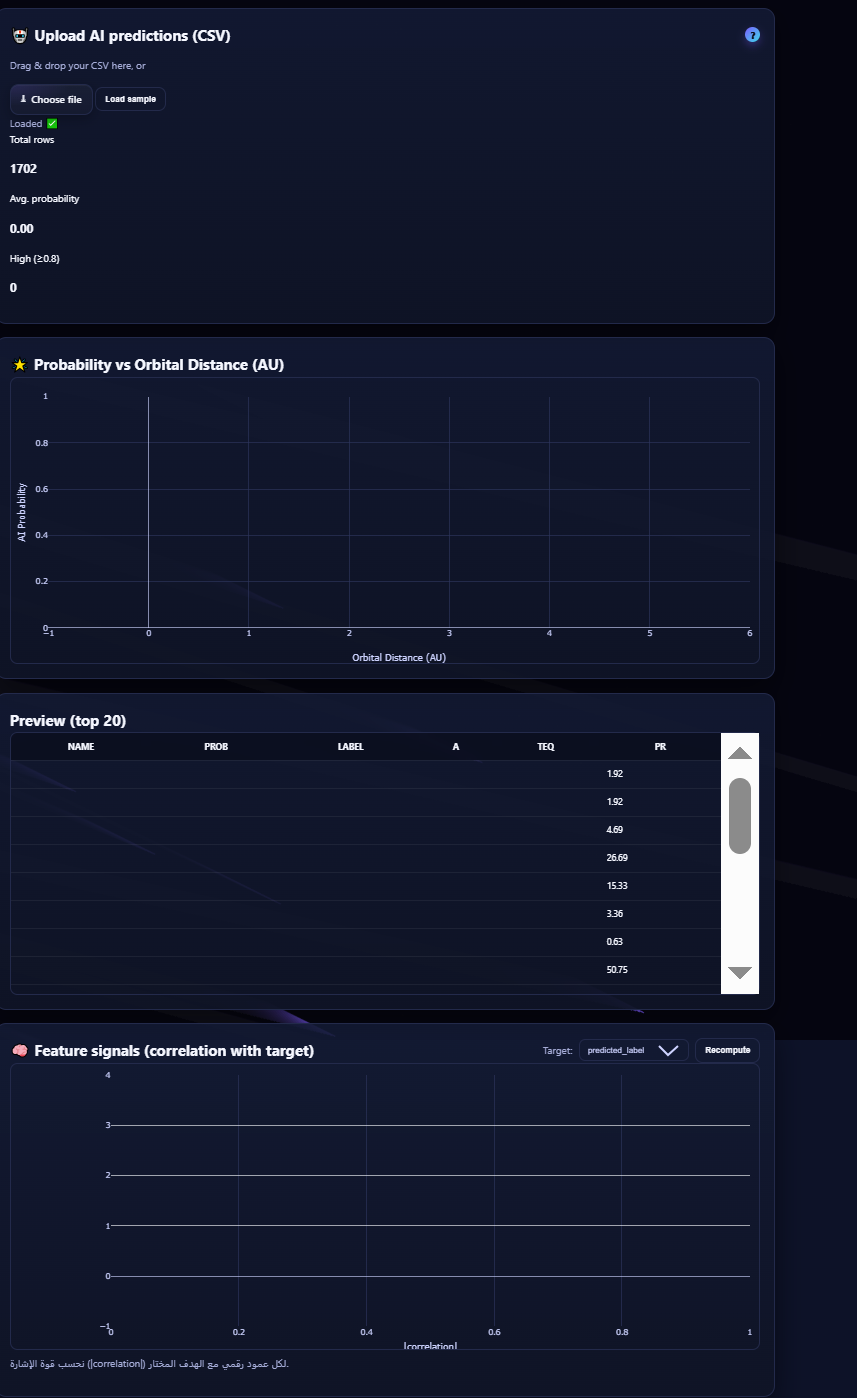 Upload AI predictions (CSV)
?
Drag & drop your CSV here, or
Choose file
Load sample
Loaded ✅
Total rows
1702
Avg. probability
0.00
High (≥0.8)
0
Probability vs Orbital Distance (AU)
1
0.8
0.6
0.4
0.2
0
AI Probability
−1 0 1 2 3 4 5 6
Orbital Distance (AU)
Preview (top 20)
NAME PROB LABEL A TEQ PR
1.92
1.92
4.69
26.69
15.33
3.36
0.63
50.75
Feature signals (correlation with target)
Target: predicted_label Recompute
4
3
2
1
0
−1
0 0.2 0.4 0.6 0.8 1
|correlation|
نحسب قوة الإشارة (|correlation|) لكل عمود رقمي مع الهدف المختار.